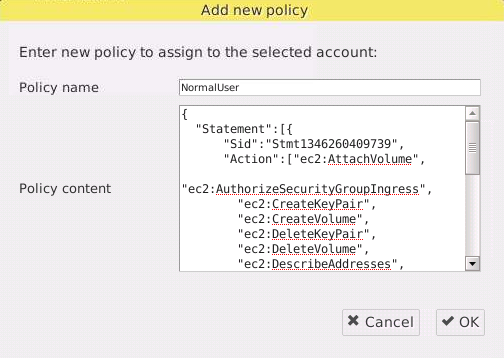 Add new policy
Enter new policy to assign to the selected account:
Policy name
NormalUser
Policy content
{
"Statement":[{
"Sid":"Stmt1346260409739",
"Action":["ec2:AttachVolume",
"ec2:AuthorizeSecurityGroupIngress",
"ec2:CreateKeyPair",
"ec2:CreateVolume",
"ec2:DeleteKeyPair",
"ec2:DeleteVolume",
"ec2:DescribeAddresses",
Cancel
OK